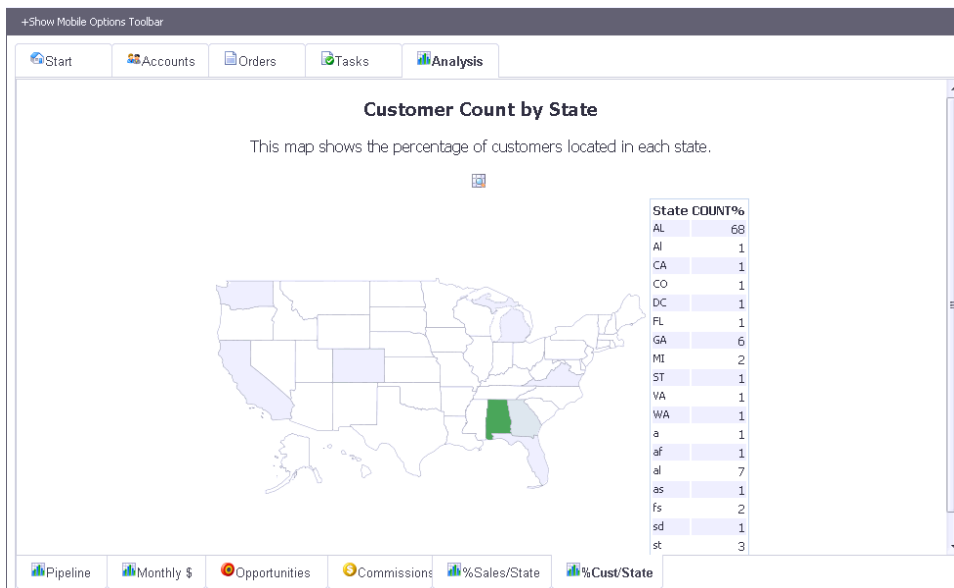 +Show Mobile Options Toolbar
Start Accounts Orders Tasks Analysis
Customer Count by State
This map shows the percentage of customers located in each state.
State COUNT%
AL 68
Al 1
CA 1
CO 1
DC 1
FL 1
GA 6
MI 2
ST 1
VA 1
WA 1
a 1
af 1
al 7
as 1
fs 2
sd 1
st 3
Pipeline Monthly $ Opportunities Commissions %Sales/State %Cust/State